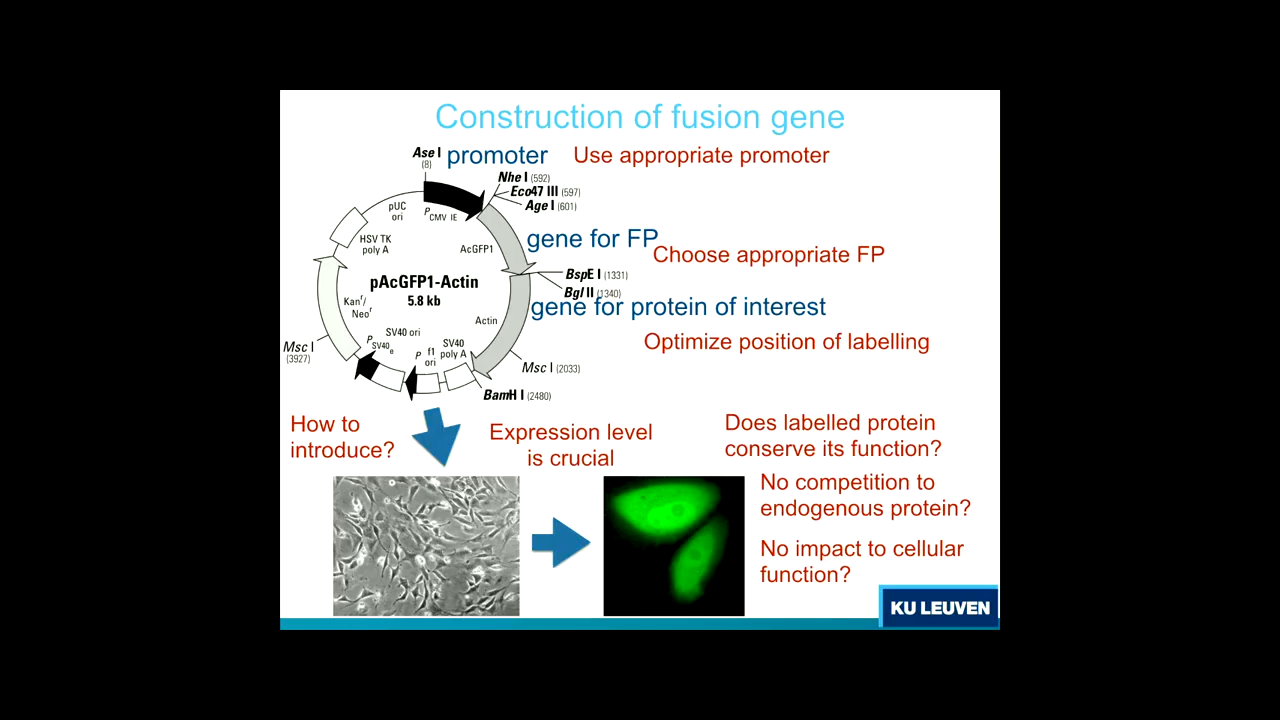 Construction of fusion gene
Ase I
(8)
promoter
Use appropriate promoter
Nhe I (592)
Eco47 III (597)
Age I (601)
pUC
ori
PCMV IE
HSV TK
poly A
AcGFP1
gene for FP
Choose appropriate FP
BspE I (1331)
Bgl II (1340)
pAcGFP1-Actin
5.8 kb
gene for protein of interest
Kanr/
Neor
Actin
SV40 ori
PSV40e
SV40
poly A
f1
ori
P
Optimize position of labelling
Msc I
(3927)
Msc I (2033)
BamH I (2480)
How to
introduce?
Expression level
is crucial
Does labelled protein
conserve its function?
No competition to
endogenous protein?
No impact to cellular
function?
KU LEUVEN